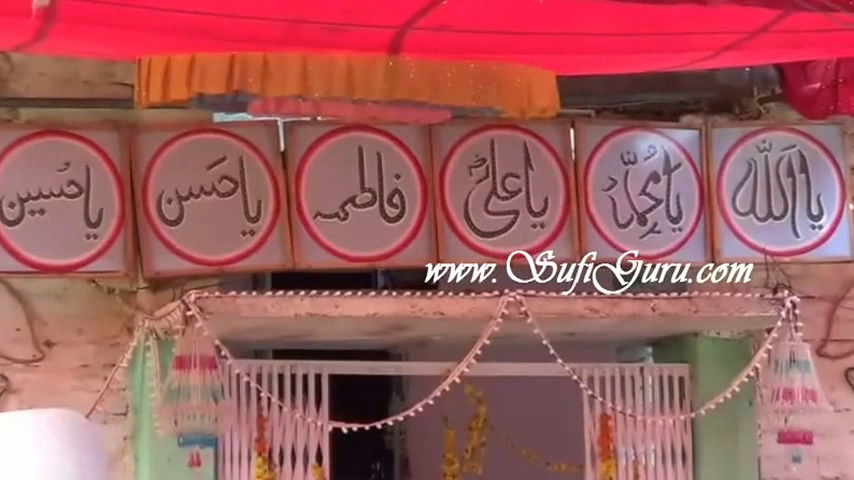 یا اللہ
یا محمدؐ
یا علیؑ
فاطمہ
یا حسن
یا حسین
www.SufiGuru.com